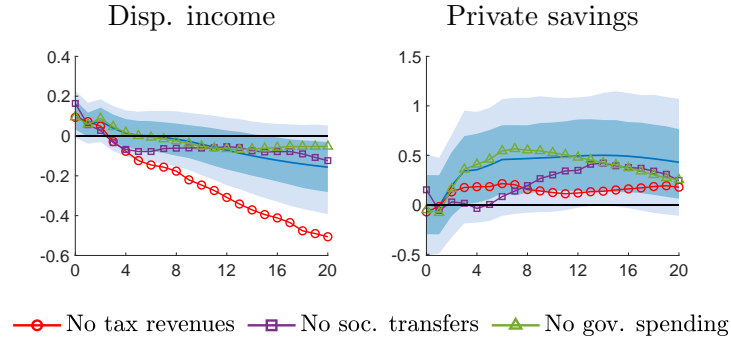 Disp. income
Private savings
0.4
0.2
0
-0.2
-0.4
-0.6
0 4 8 12 16 20
1.5
1
0.5
0
-0.5
0 4 8 12 16 20
No tax revenues No soc. transfers No gov. spending